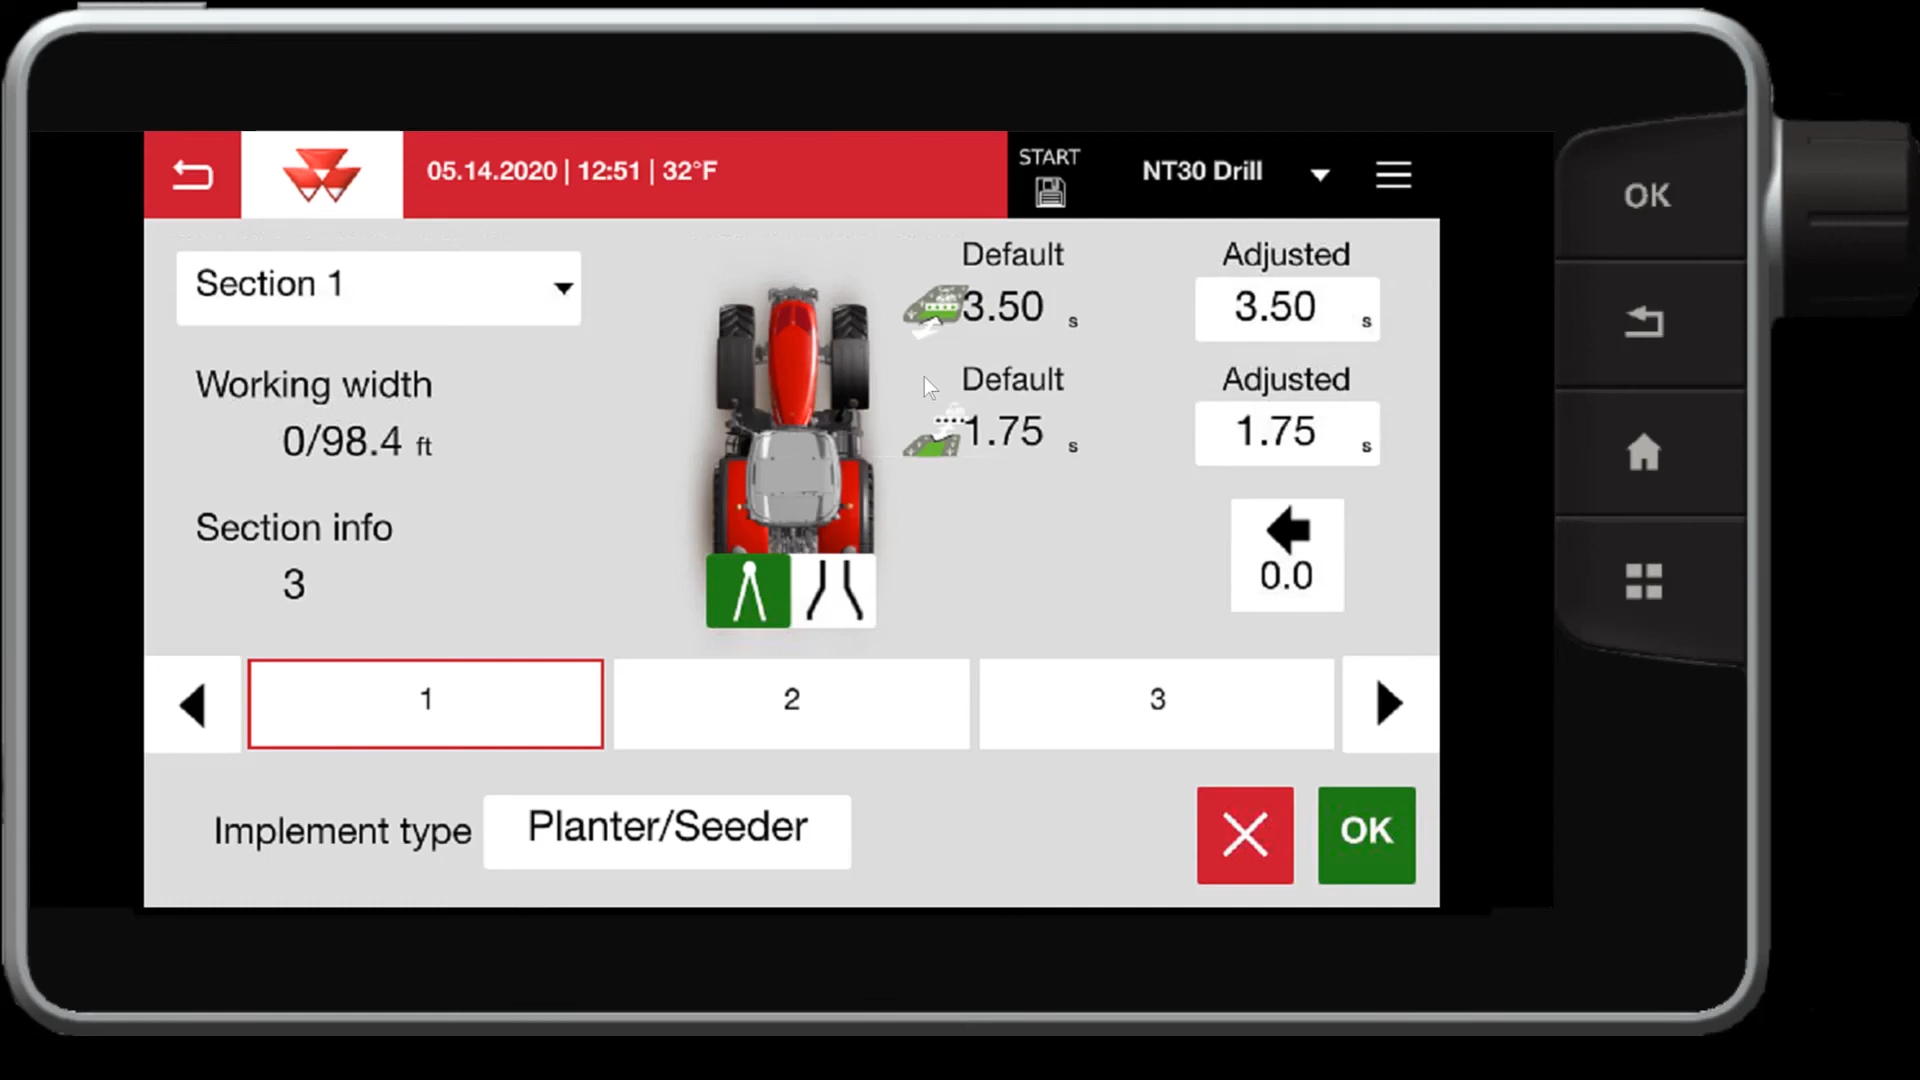 05.14.2020 | 12:51 | 32°F
START
NT30 Drill
OK
Section 1
Default
Adjusted
3.50 s
3.50 s
Working width
0/98.4 ft
Default
Adjusted
1.75 s
1.75 s
Section info
3
0.0
1
2
3
Implement type
Planter/Seeder
OK